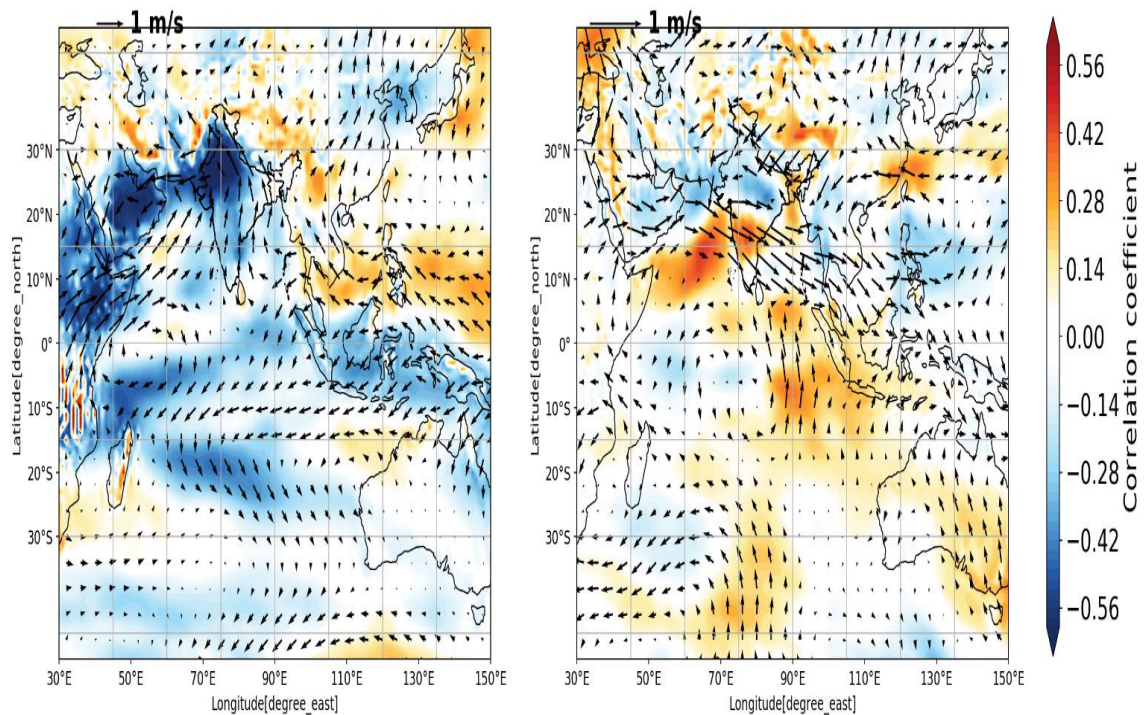 1 m/s
Latitude[degree_north]
30°N
20°N
10°N
0°
10°S
20°S
30°S
30°E
50°E
70°E
90°E
110°E
130°E
150°E
Longitude[degree_east]
1 m/s
Latitude[degree_north]
30°N
20°N
10°N
0°
10°S
20°S
30°S
30°E
50°E
70°E
90°E
110°E
130°E
150°E
Longitude[degree_east]
0.56
0.42
0.28
0.14
0.00
−0.14
−0.28
−0.42
−0.56
Correlation coefficient